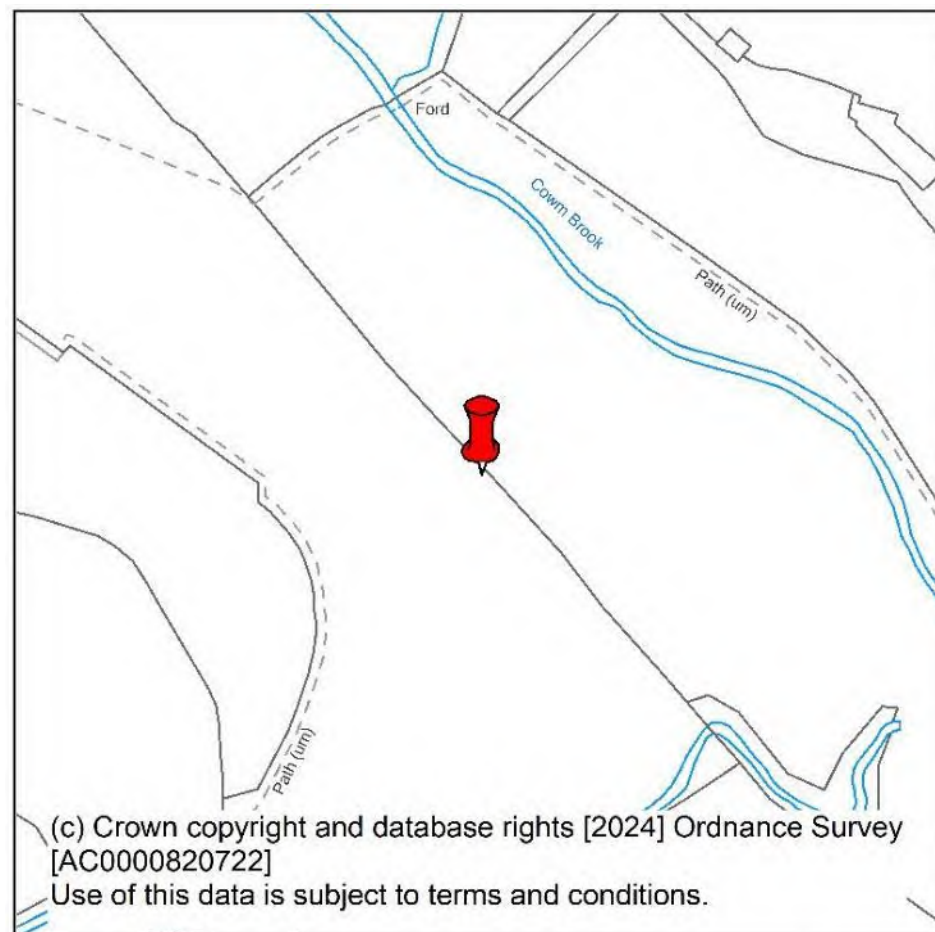 Ford
Cowm Brook
Path (um)
Path (um)
(c) Crown copyright and database rights [2024] Ordnance Survey
[AC0000820722]
Use of this data is subject to terms and conditions.